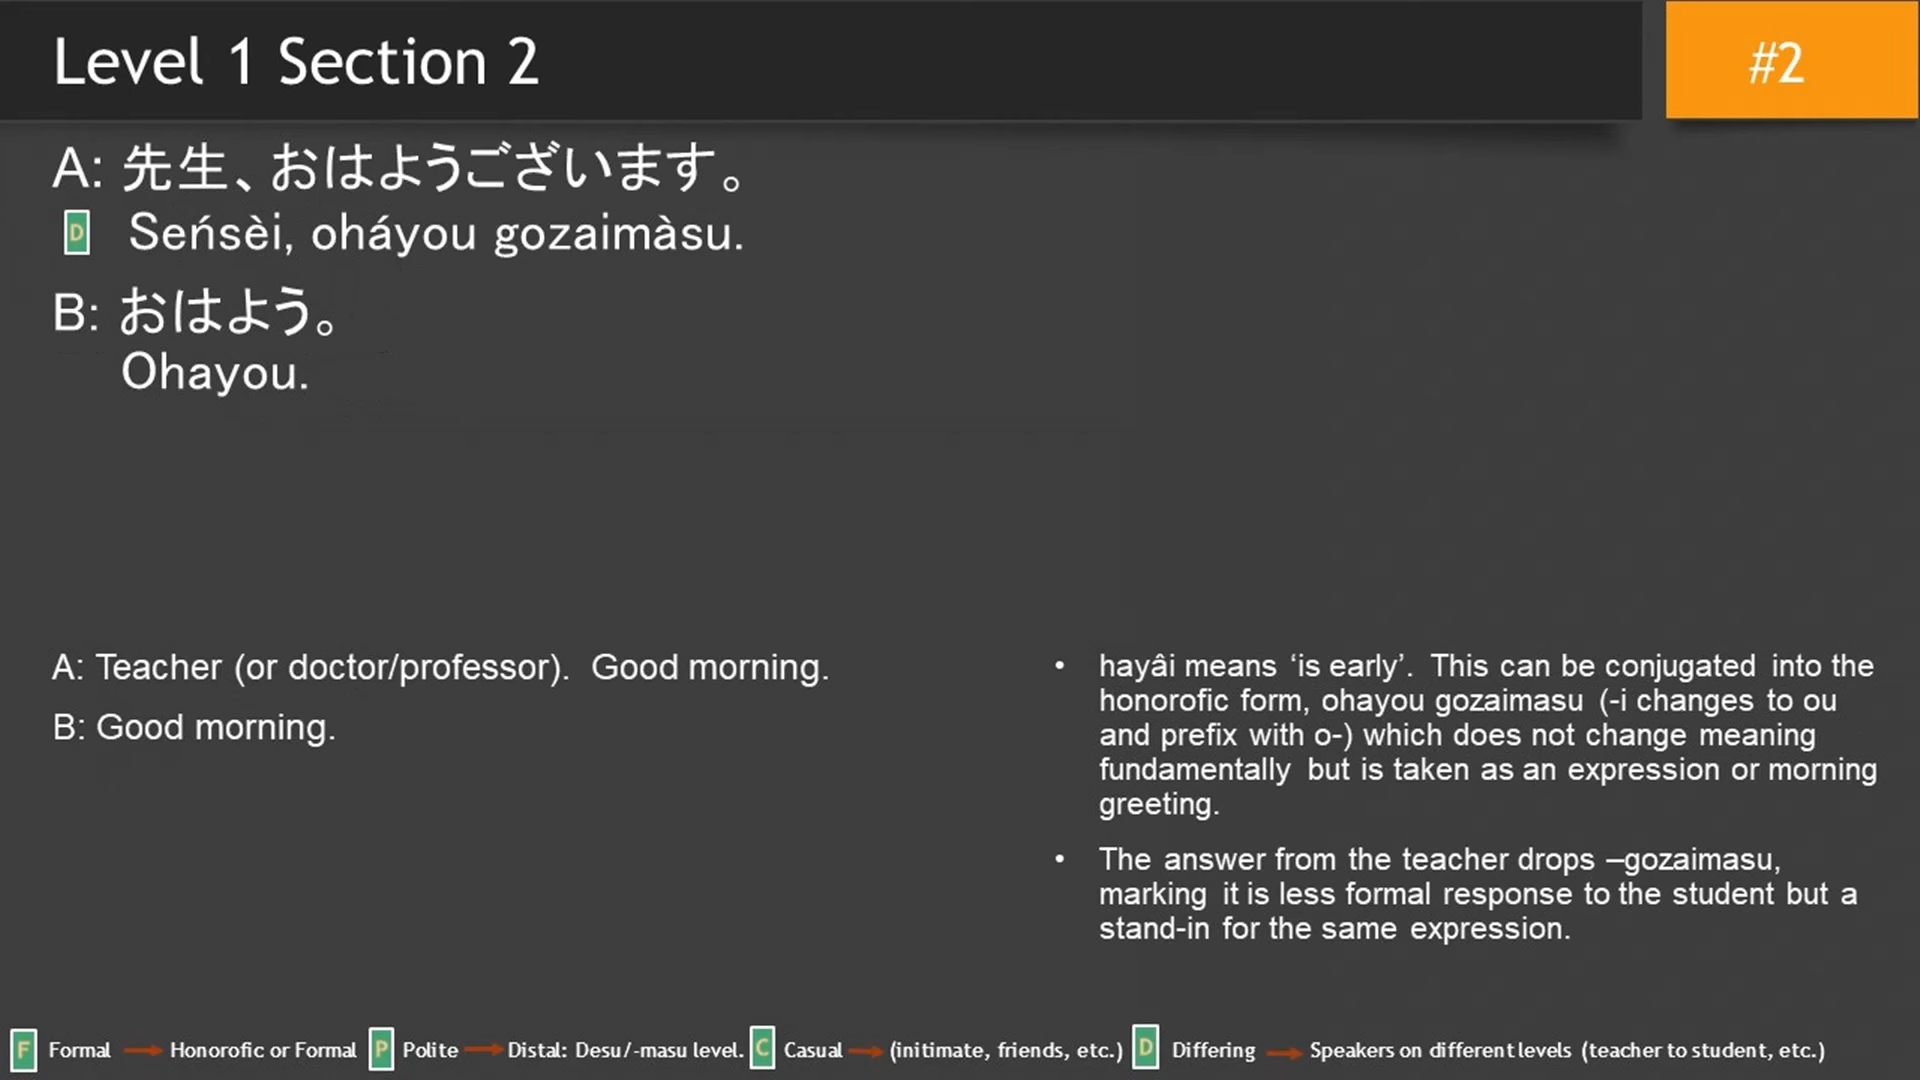 Level 1 Section 2
#2
A: 先生、おはようございます。
D Seńsèi, oháyou gozaimàsu.
B: おはよう。
Ohayou.
A: Teacher (or doctor/professor).  Good morning.
B: Good morning.
• hayâi means ‘is early’.  This can be conjugated into the
honorofic form, ohayou gozaimasu (-i changes to ou
and prefix with o-) which does not change meaning
fundamentally but is taken as an expression or morning
greeting.
• The answer from the teacher drops –gozaimasu,
marking it is less formal response to the student but a
stand-in for the same expression.
F Formal → Honorofic or Formal P Polite → Distal: Desu/-masu level. C Casual → (initimate, friends, etc.) D Differing → Speakers on different levels (teacher to student, etc.)